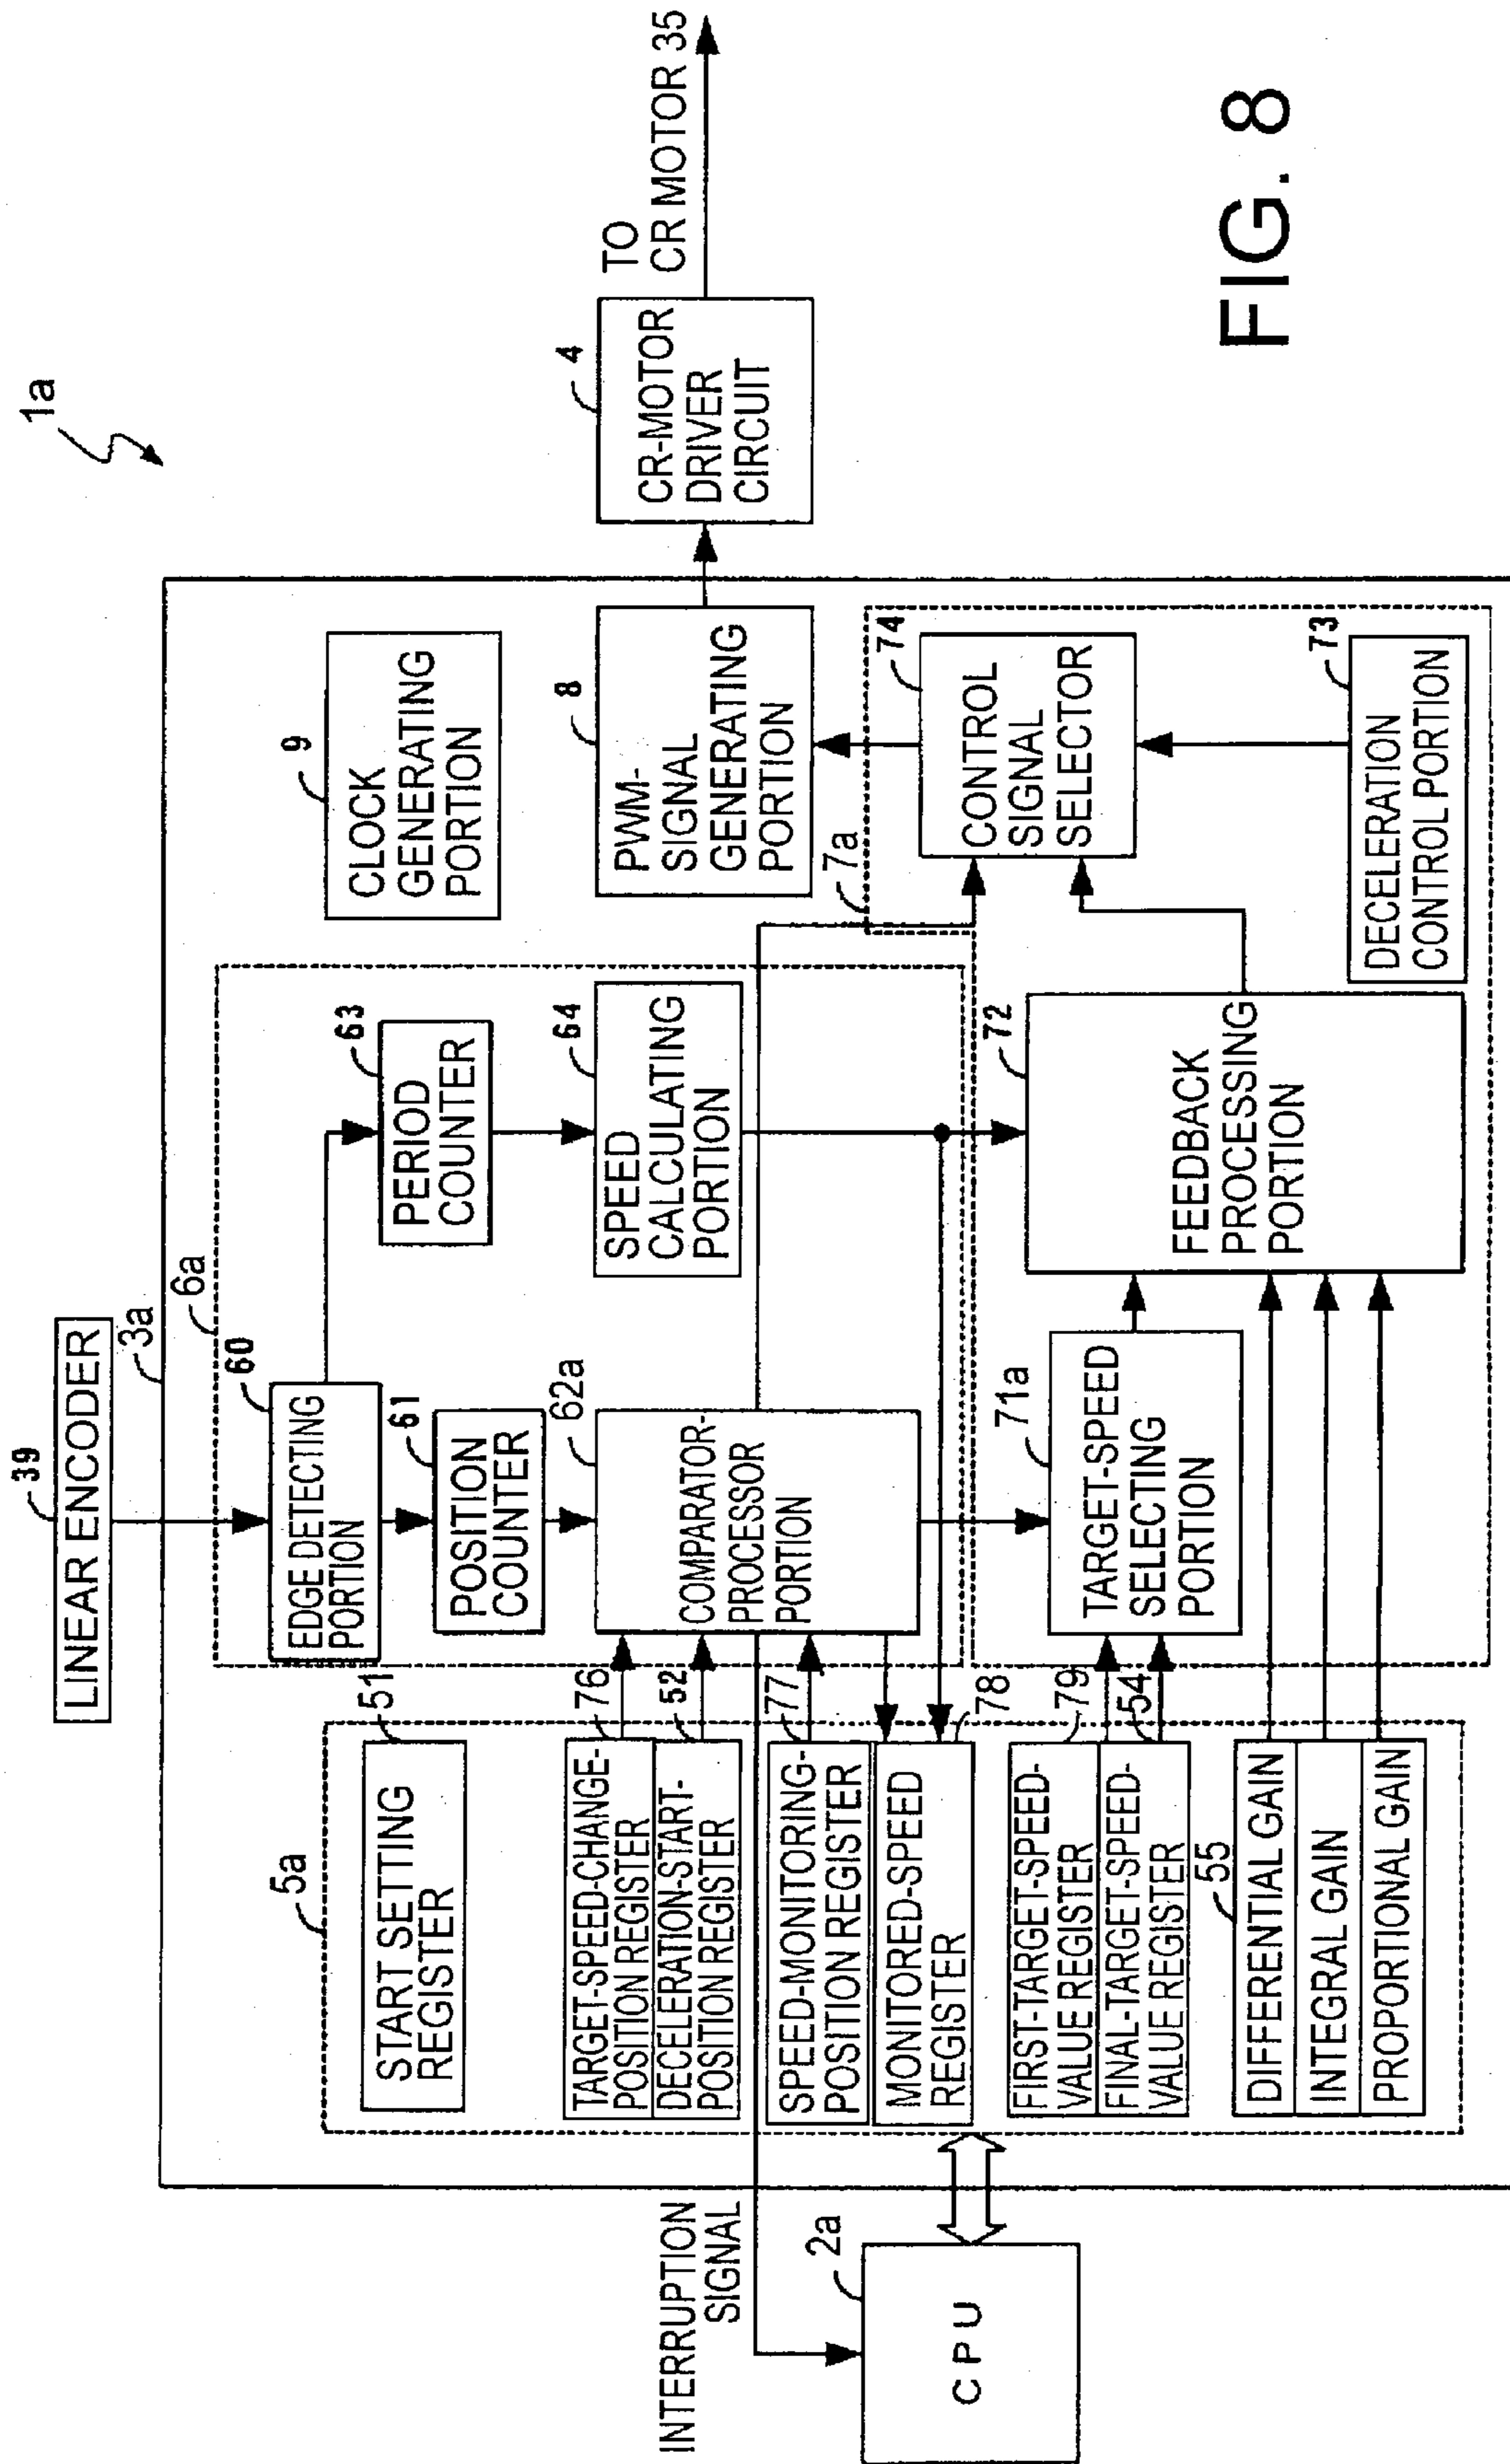 1a
39
LINEAR ENCODER
3a
INTERRUPTION
SIGNAL
2a
CPU
5a
START SETTING
REGISTER
51
TARGET-SPEED-CHANGE-
POSITION REGISTER
76
DECELERATION-START-
POSITION REGISTER
52
SPEED-MONITORING-
POSITION REGISTER
77
MONITORED-SPEED
REGISTER
78
FIRST-TARGET-SPEED-
VALUE REGISTER
79
FINAL-TARGET-SPEED-
VALUE REGISTER
54
55
DIFFERENTIAL GAIN
INTEGRAL GAIN
PROPORTIONAL GAIN
6a
60
EDGE DETECTING
PORTION
61
POSITION
COUNTER
62a
COMPARATOR-
PROCESSOR
PORTION
63
PERIOD
COUNTER
64
SPEED
CALCULATING
PORTION
71a
TARGET-SPEED
SELECTING
PORTION
72
FEEDBACK
PROCESSING
PORTION
7a
9
CLOCK
GENERATING
PORTION
8
PWM-
SIGNAL
GENERATING
PORTION
74
CONTROL
SIGNAL
SELECTOR
73
DECELERATION
CONTROL PORTION
4
CR-MOTOR
DRIVER
CIRCUIT
TO
CR MOTOR 35
FIG. 8